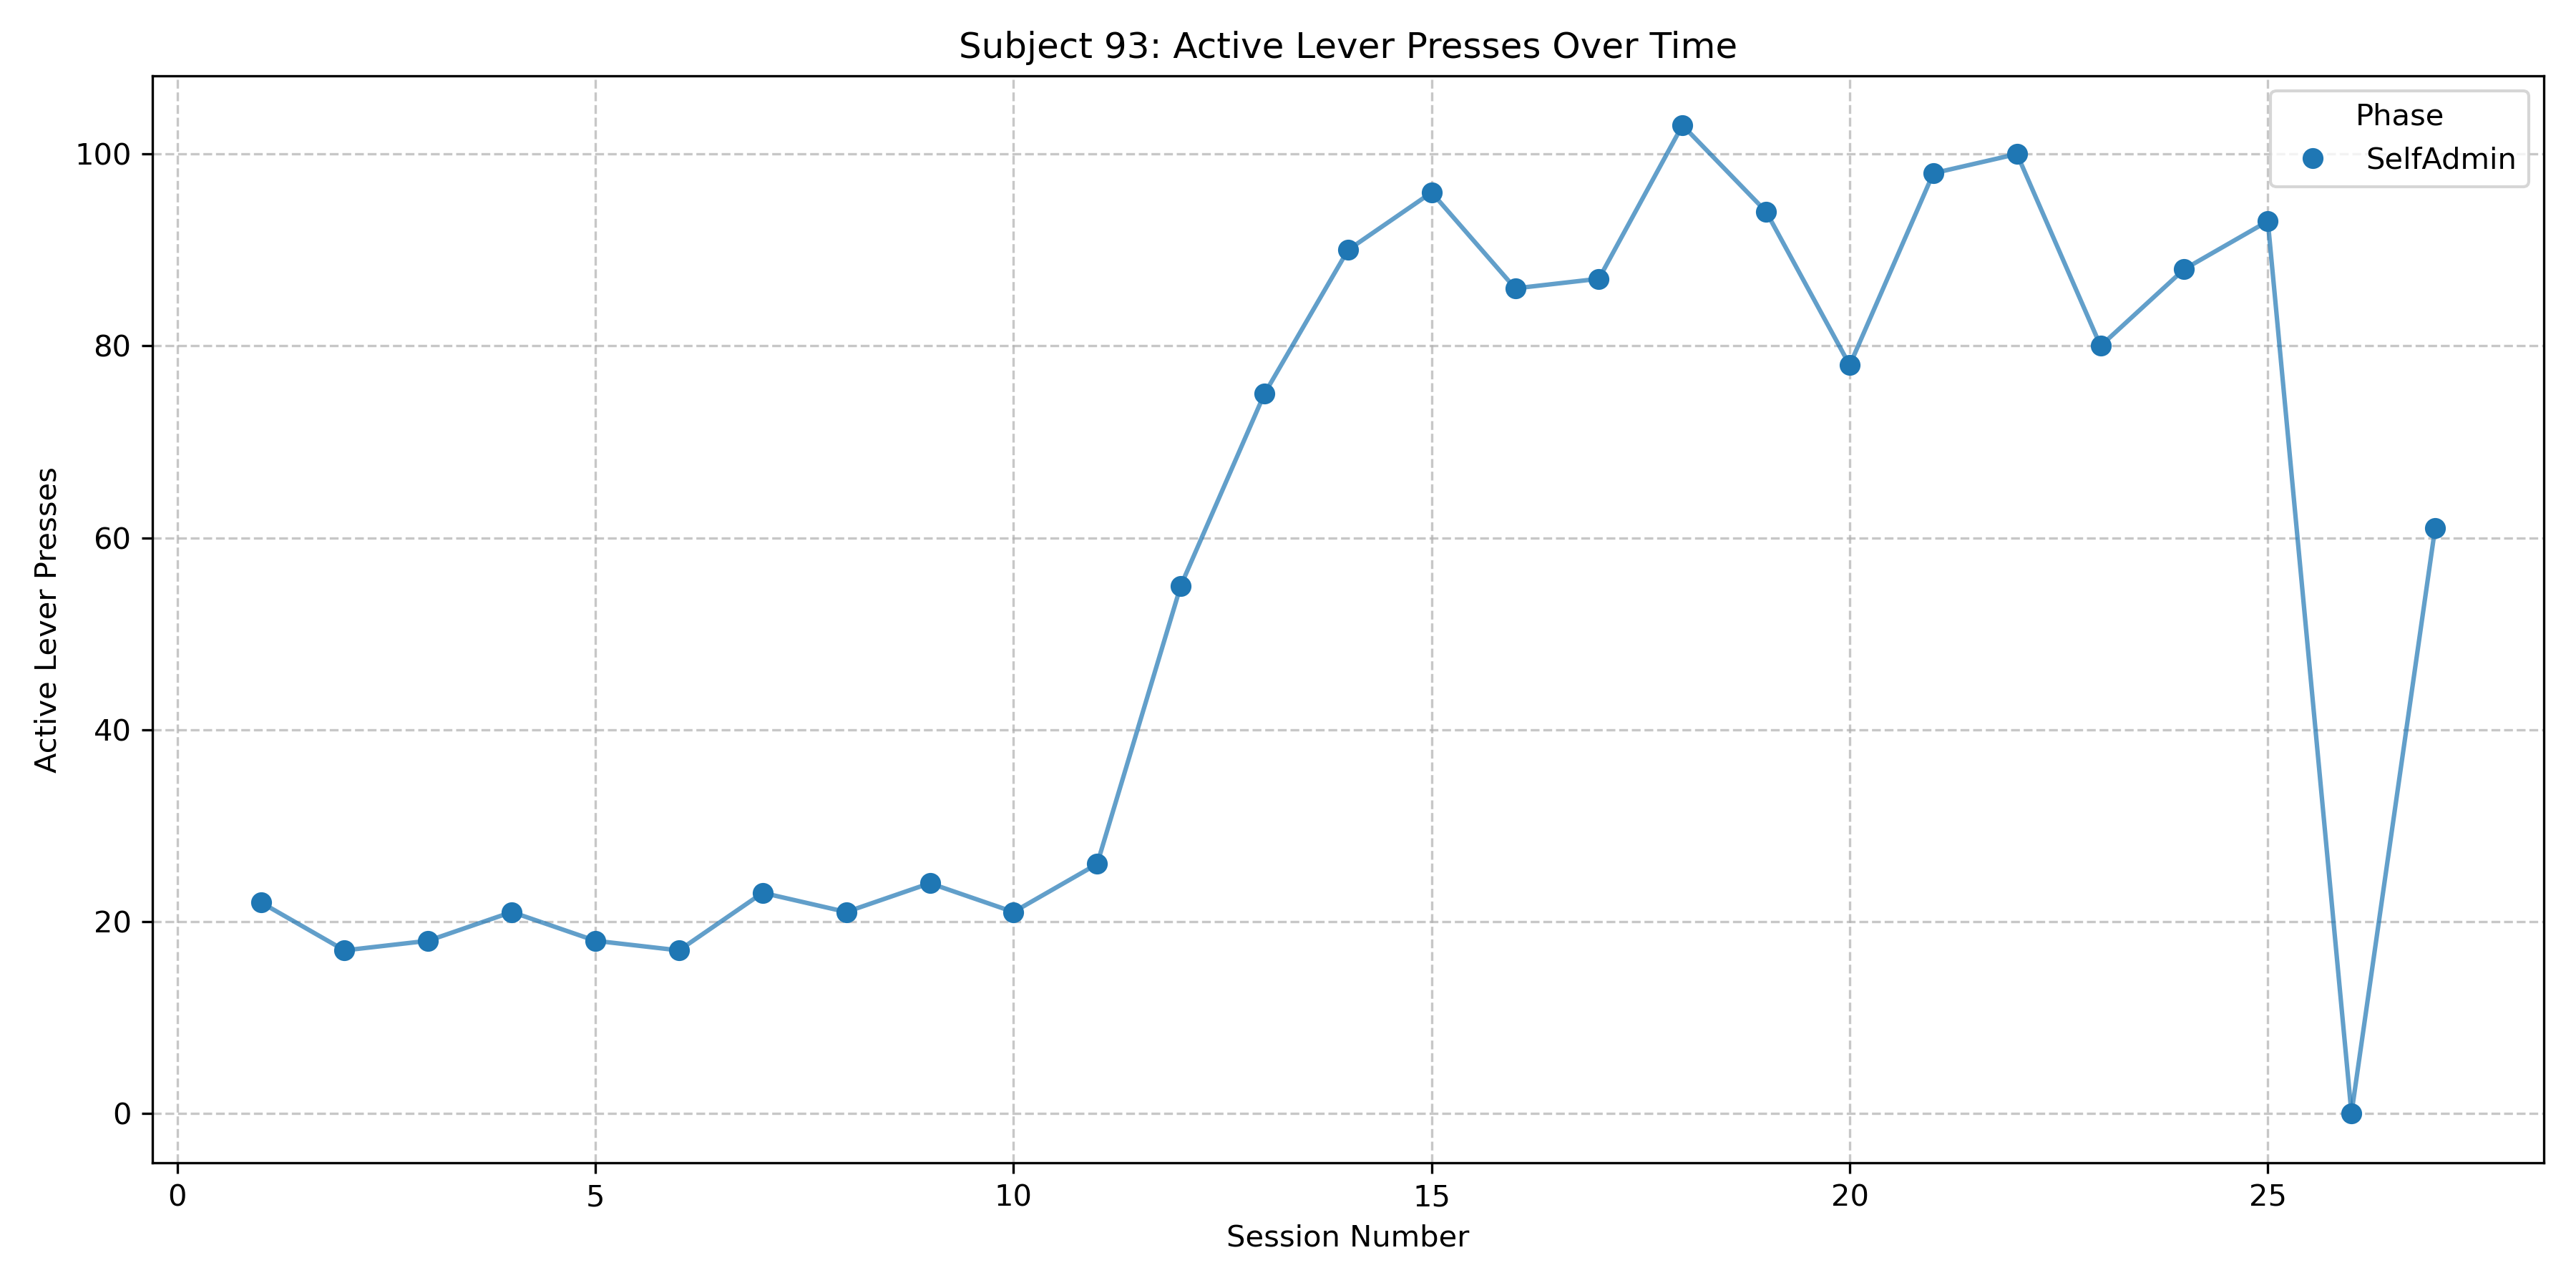 Subject 93: Active Lever Presses Over Time
Phase
SelfAdmin
100
80
60
40
20
0
Active Lever Presses
0 5 10 15 20 25
Session Number